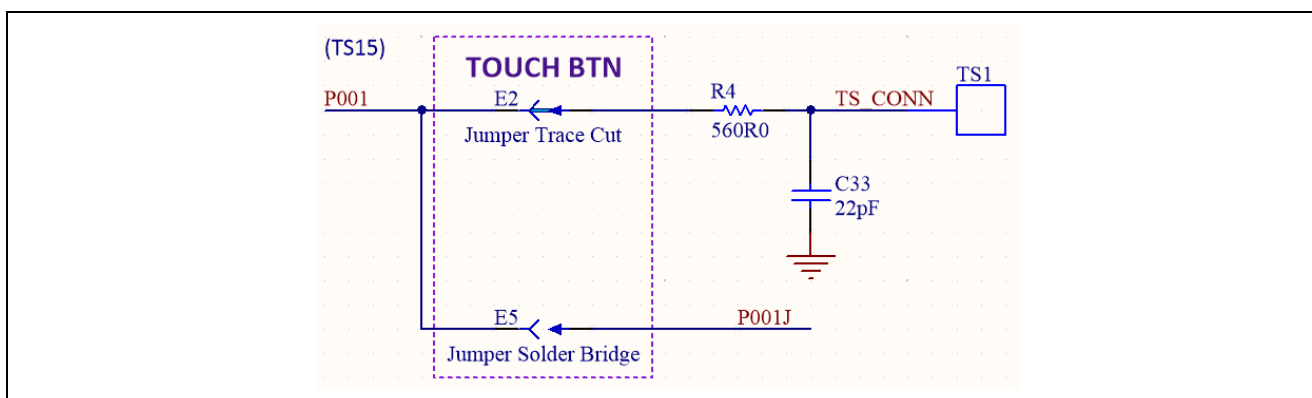 (TS15)
TOUCH BTN
TS1
P001
E2
R4
TS_CONN
Jumper Trace Cut
560R0
C33
22pF
E5
P001J
Jumper Solder Bridge